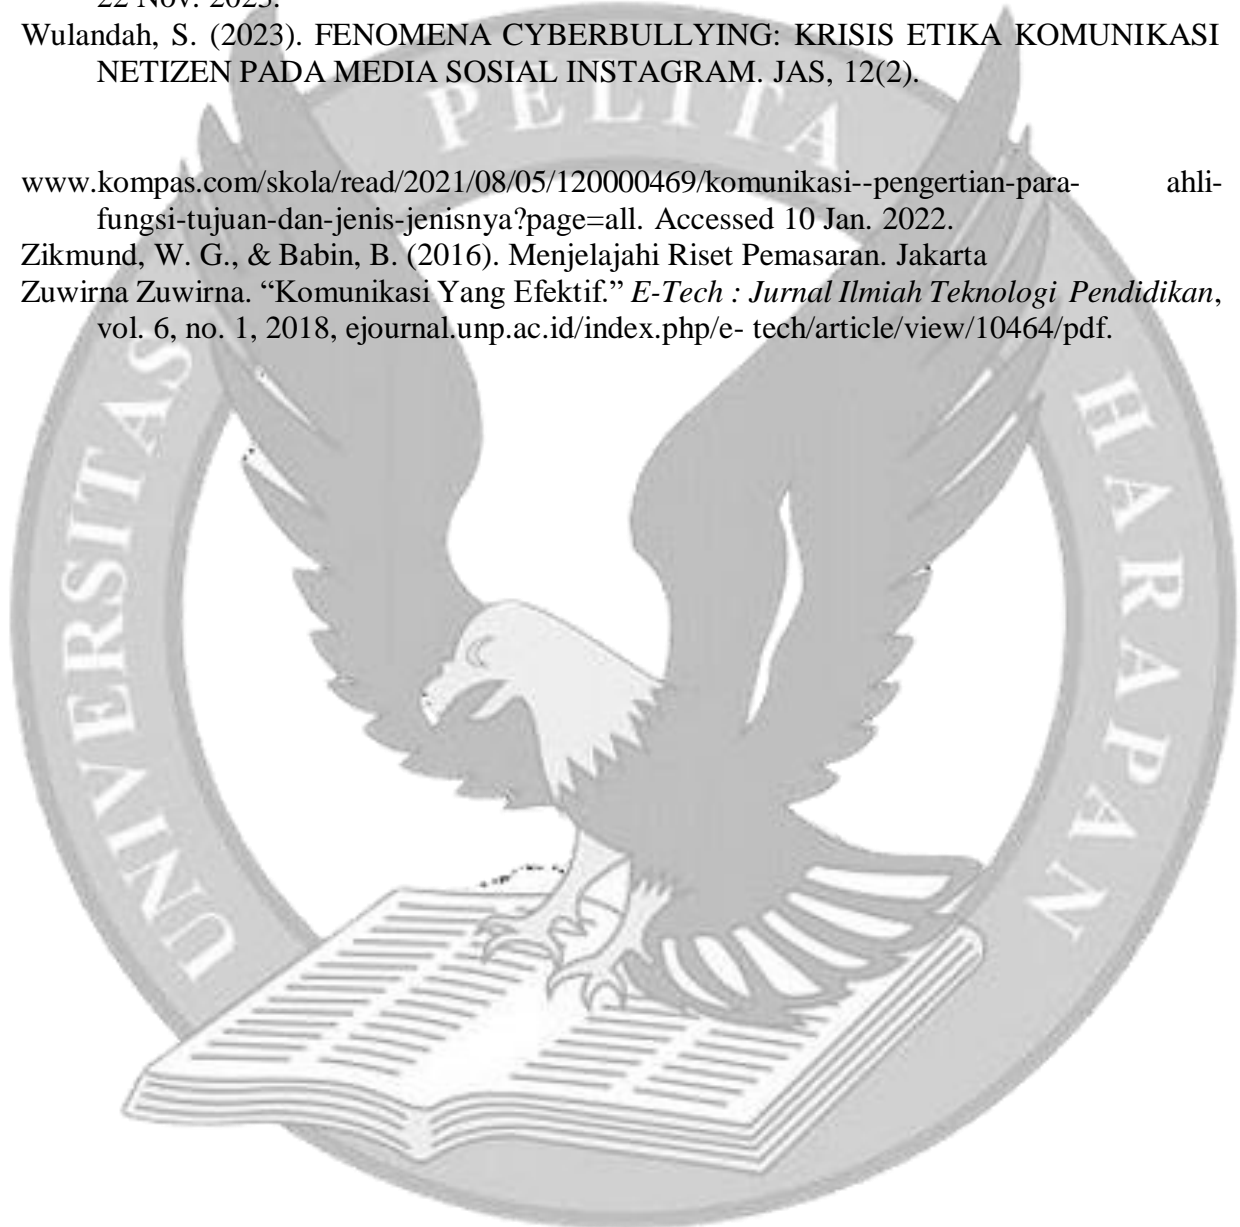 22 Nov. 2023.
Wulandah, S. (2023). FENOMENA CYBERBULLYING: KRISIS ETIKA KOMUNIKASI
NETIZEN PADA MEDIA SOSIAL INSTAGRAM. JAS, 12(2).
www.kompas.com/skola/read/2021/08/05/120000469/komunikasi--pengertian-para- ahli-
fungsi-tujuan-dan-jenis-jenisnya?page=all. Accessed 10 Jan. 2022.
Zikmund, W. G., & Babin, B. (2016). Menjelajahi Riset Pemasaran. Jakarta
Zuwirna Zuwirna. “Komunikasi Yang Efektif.” E-Tech : Jurnal Ilmiah Teknologi Pendidikan,
vol. 6, no. 1, 2018, ejournal.unp.ac.id/index.php/e- tech/article/view/10464/pdf.
UNIVERSITAS PELITA HARAPAN